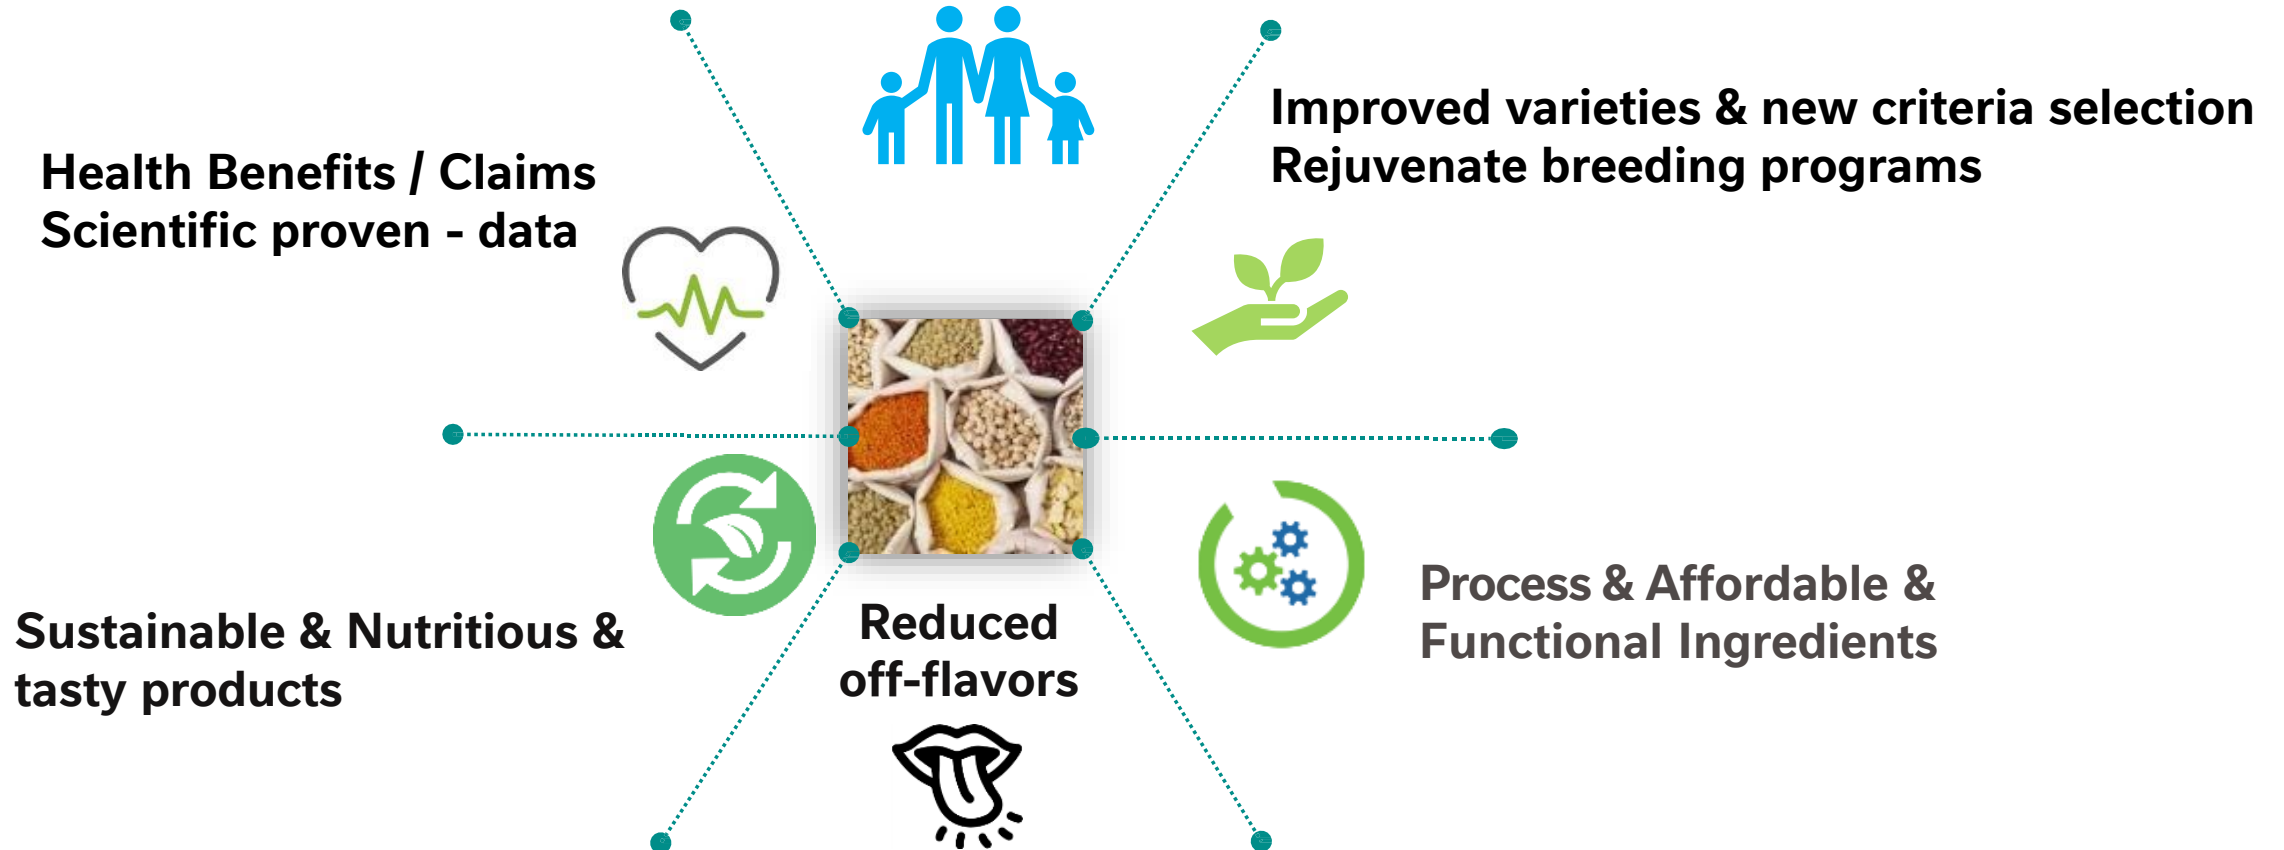 Health Benefits / Claims
Scientific proven - data
Improved varieties & new criteria selection
Rejuvenate breeding programs
Sustainable & Nutritious &
tasty products
Reduced
off-flavors
Process & Affordable &
Functional Ingredients